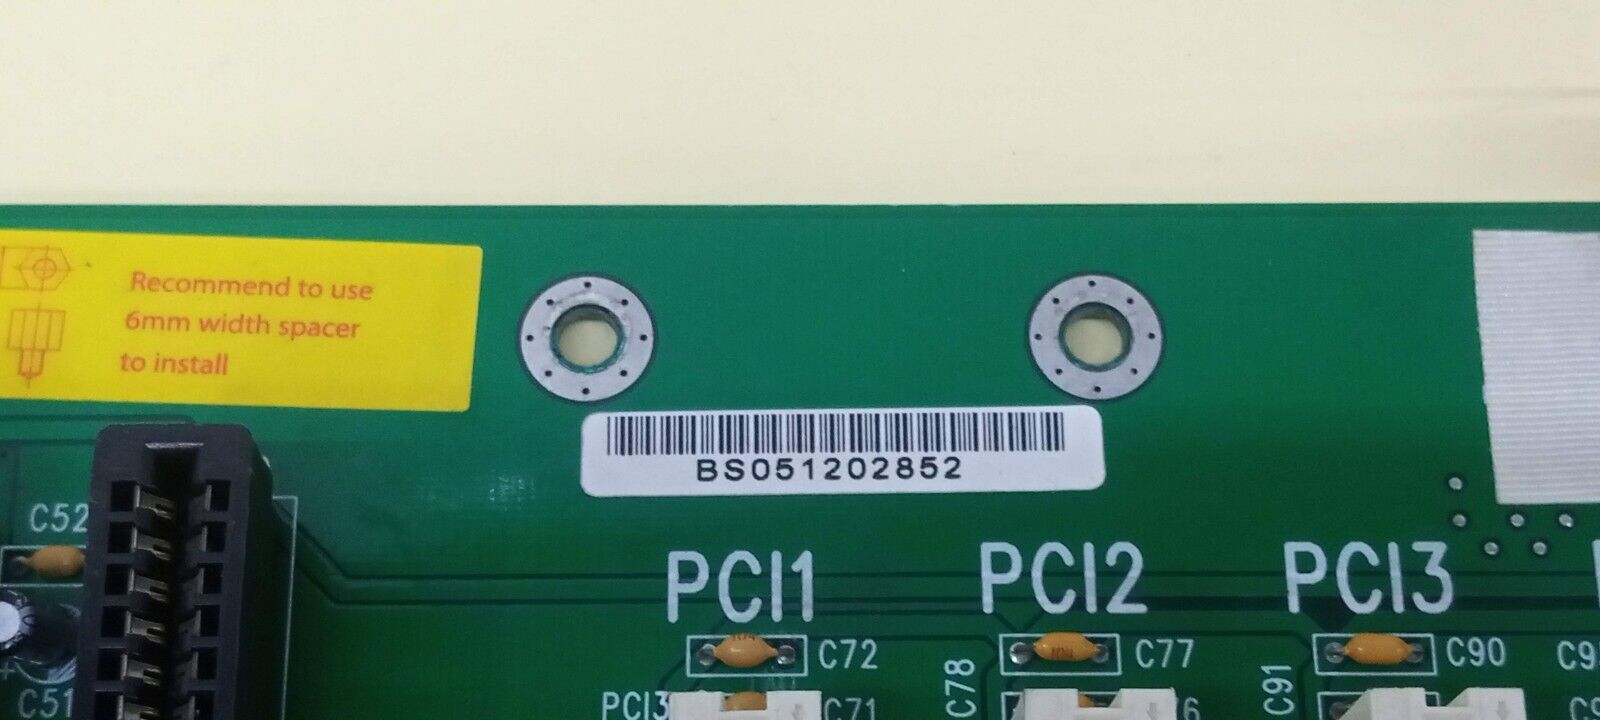 Recommend to use
6mm width spacer
to install
BS051202852
C52
PCI1
PCI2
PCI3
C72
C77
C90
C78
C91
C51
PCI3
C71